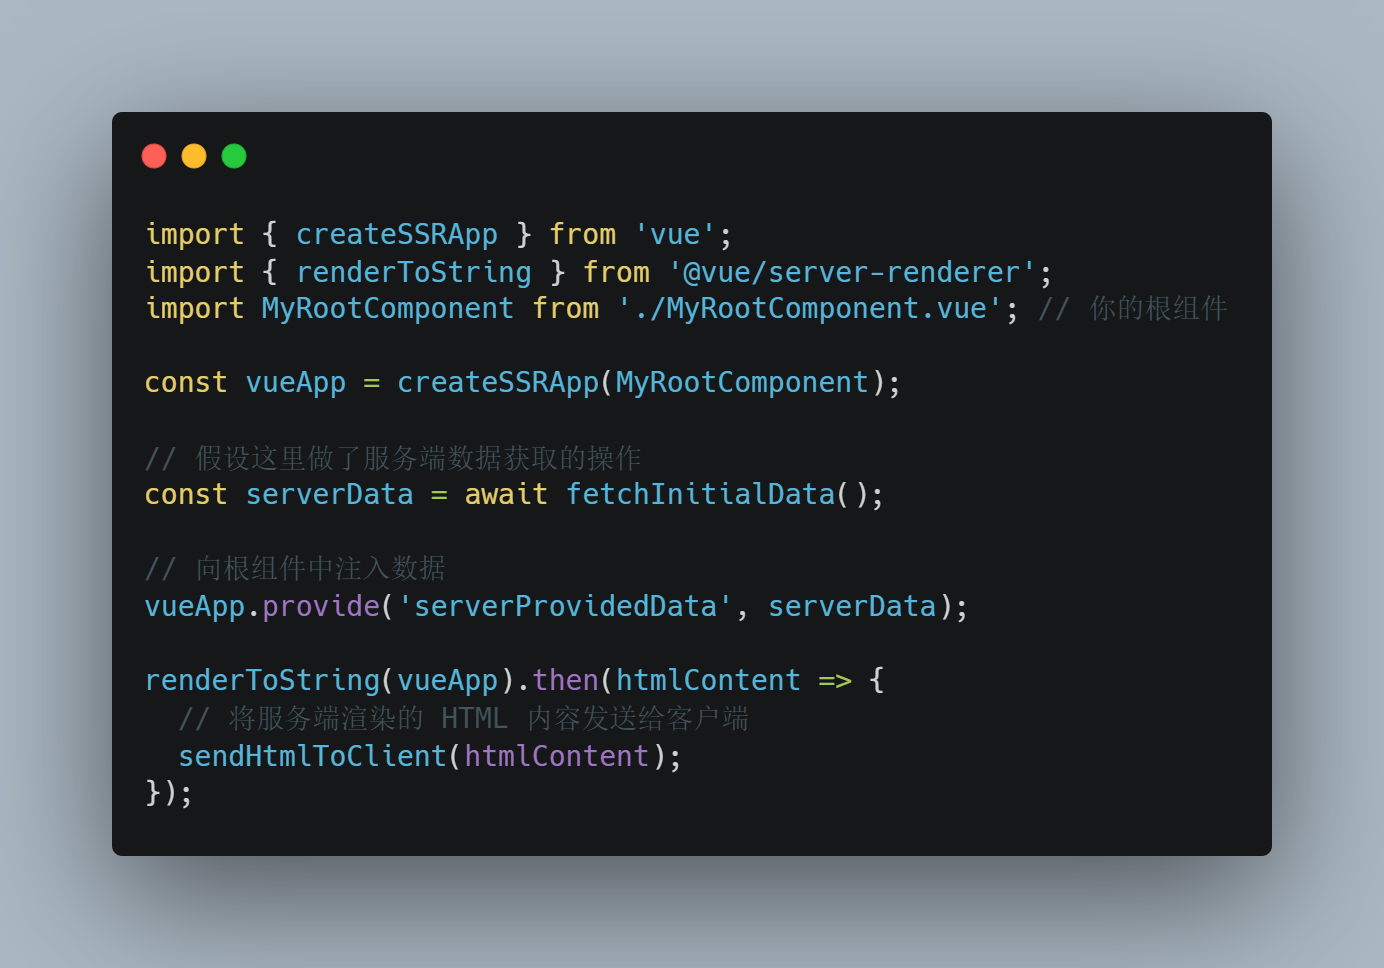 import { createSSRApp } from 'vue';
import { renderToString } from '@vue/server-renderer';
import MyRootComponent from './MyRootComponent.vue'; // 你的根组件
const vueApp = createSSRApp(MyRootComponent);
// 假设这里做了服务端数据获取的操作
const serverData = await fetchInitialData();
// 向根组件中注入数据
vueApp.provide('serverProvidedData', serverData);
renderToString(vueApp).then(htmlContent => {
  // 将服务端渲染的 HTML 内容发送给客户端
  sendHtmlToClient(htmlContent);
});